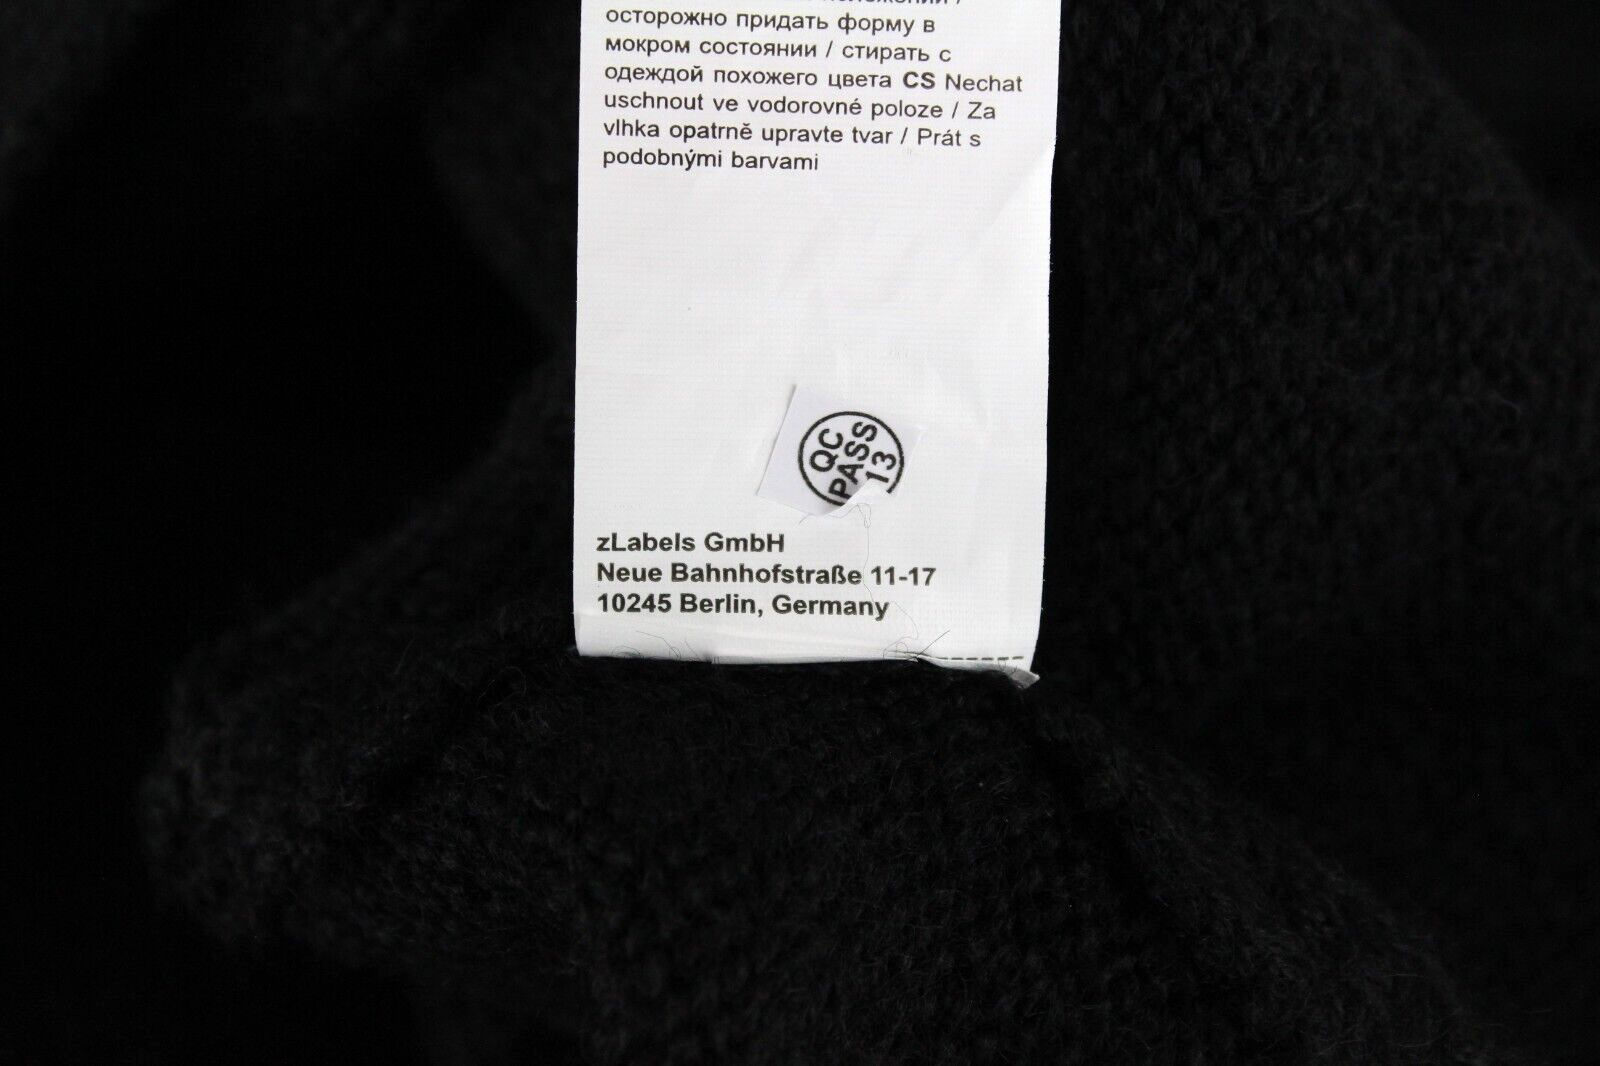 положении /
осторожно придать форму в
мокром состоянии / стирать с
одеждой похожего цвета CS Nechat
uschnout ve vodorovné poloze / Za
vlhka opatrně upravte tvar / Prát s
podobnými barvami
QC
PASS
13
zLabels GmbH
Neue Bahnhofstraße 11-17
10245 Berlin, Germany